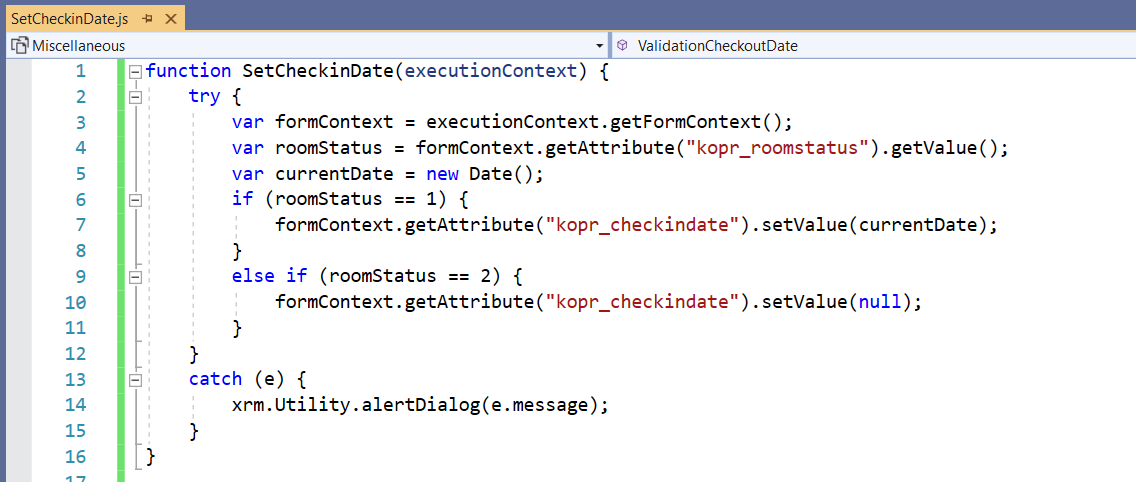 SetCheckinDate.js
Miscellaneous ValidationCheckoutDate
1 function SetCheckinDate(executionContext) {
2 try {
3 var formContext = executionContext.getFormContext();
4 var roomStatus = formContext.getAttribute("kopr_roomstatus").getValue();
5 var currentDate = new Date();
6 if (roomStatus == 1) {
7 formContext.getAttribute("kopr_checkindate").setValue(currentDate);
8 }
9 else if (roomStatus == 2) {
10 formContext.getAttribute("kopr_checkindate").setValue(null);
11 }
12 }
13 catch (e) {
14 xrm.Utility.alertDialog(e.message);
15 }
16 }
17